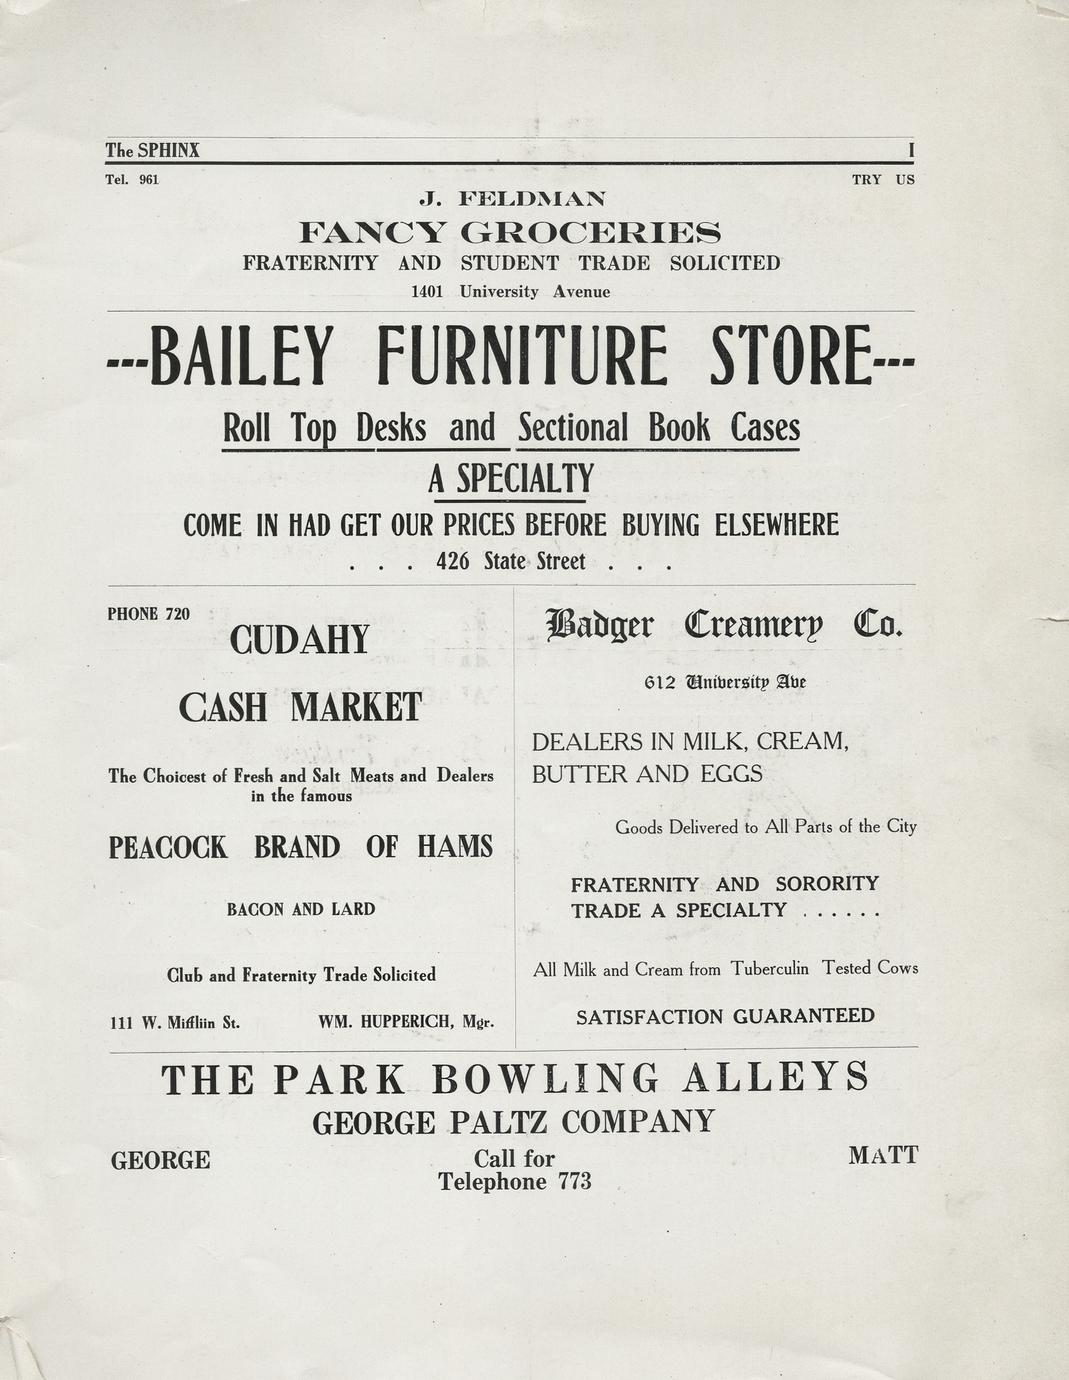 The SPHINX I
Tel. 961 TRY US
J. FELDMAN
FANCY GROCERIES
FRATERNITY AND STUDENT TRADE SOLICITED
1401 University Avenue
---BAILEY FURNITURE STORE---
Roll Top Desks and Sectional Book Cases
A SPECIALTY
COME IN HAD GET OUR PRICES BEFORE BUYING ELSEWHERE
. . . 426 State Street . . .
PHONE 720
CUDAHY
CASH MARKET
The Choicest of Fresh and Salt Meats and Dealers
in the famous
PEACOCK BRAND OF HAMS
BACON AND LARD
Club and Fraternity Trade Solicited
111 W. Miffliin St. WM. HUPPERICH, Mgr.
Badger Creamery Co.
612 University Ave
DEALERS IN MILK, CREAM,
BUTTER AND EGGS
Goods Delivered to All Parts of the City
FRATERNITY AND SORORITY
TRADE A SPECIALTY . . . . . .
All Milk and Cream from Tuberculin Tested Cows
SATISFACTION GUARANTEED
THE PARK BOWLING ALLEYS
GEORGE PALTZ COMPANY
GEORGE Call for MATT
Telephone 773